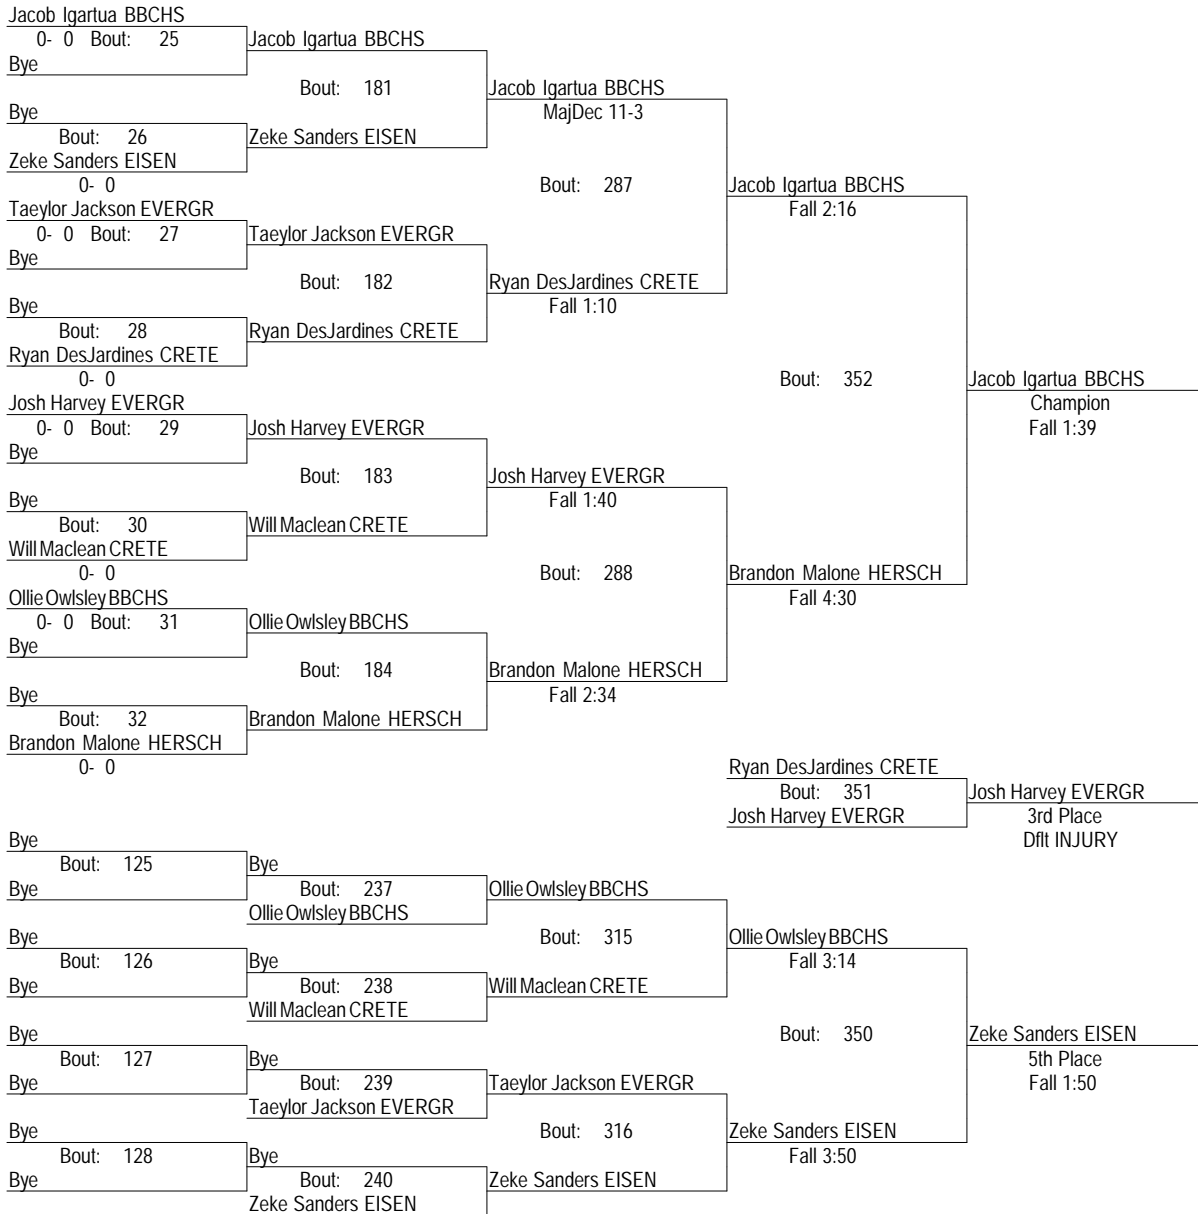 Jacob Igartua BBCHS
0- 0 Bout: 25 Jacob Igartua BBCHS
Bye
Bout: 181 Jacob Igartua BBCHS
Bye MajDec 11-3
Bout: 26 Zeke Sanders EISEN
Zeke Sanders EISEN
0- 0 Bout: 287 Jacob Igartua BBCHS
Taeylor Jackson EVERGR Fall 2:16
0- 0 Bout: 27 Taeylor Jackson EVERGR
Bye
Bout: 182 Ryan DesJardines CRETE
Bye Fall 1:10
Bout: 28 Ryan DesJardines CRETE
Ryan DesJardines CRETE
0- 0 Bout: 352 Jacob Igartua BBCHS
Josh Harvey EVERGR Champion
0- 0 Bout: 29 Josh Harvey EVERGR Fall 1:39
Bye
Bout: 183 Josh Harvey EVERGR
Bye Fall 1:40
Bout: 30 Will Maclean CRETE
Will Maclean CRETE
0- 0 Bout: 288 Brandon Malone HERSCH
Ollie Owlsley BBCHS Fall 4:30
0- 0 Bout: 31 Ollie Owlsley BBCHS
Bye
Bout: 184 Brandon Malone HERSCH
Bye Fall 2:34
Bout: 32 Brandon Malone HERSCH
Brandon Malone HERSCH
0- 0 Ryan DesJardines CRETE
Bout: 351 Josh Harvey EVERGR
Josh Harvey EVERGR 3rd Place
Bye Dflt INJURY
Bout: 125 Bye
Bye Bout: 237 Ollie Owlsley BBCHS
Ollie Owlsley BBCHS
Bye Bout: 315 Ollie Owlsley BBCHS
Bout: 126 Bye Fall 3:14
Bye Bout: 238 Will Maclean CRETE
Will Maclean CRETE
Bye Bout: 350 Zeke Sanders EISEN
Bout: 127 Bye 5th Place
Bye Bout: 239 Taeylor Jackson EVERGR Fall 1:50
Taeylor Jackson EVERGR
Bye Bout: 316 Zeke Sanders EISEN
Bout: 128 Bye Fall 3:50
Bye Bout: 240 Zeke Sanders EISEN
Zeke Sanders EISEN